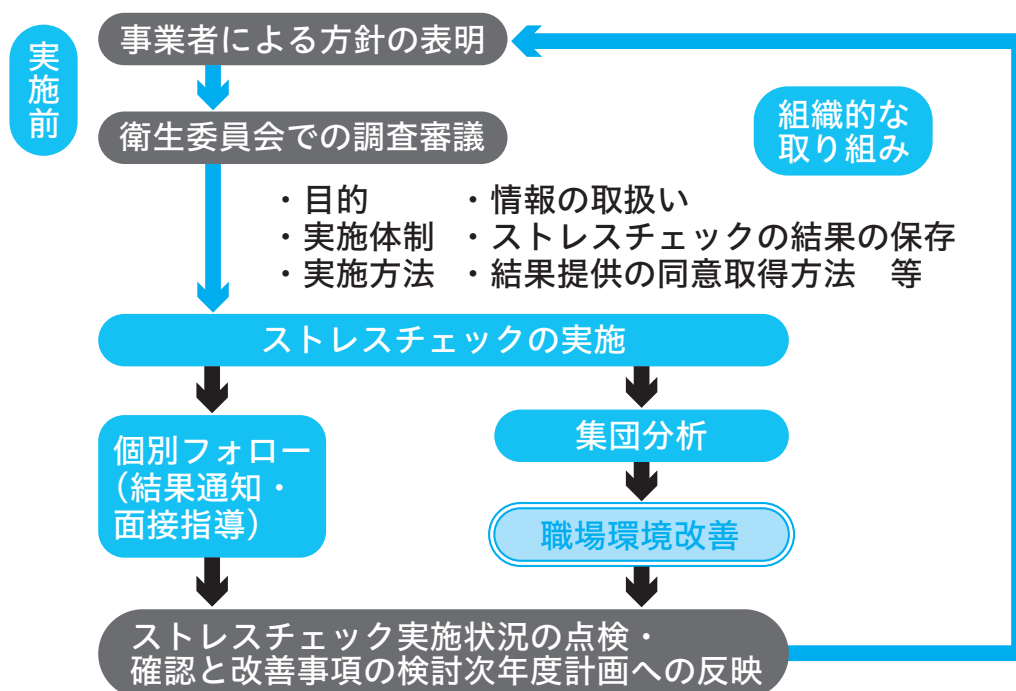 実施前
事業者による方針の表明
衛生委員会での調査審議
組織的な
取り組み
・目的
・実施体制
・実施方法
・情報の取扱い
・ストレスチェックの結果の保存
・結果提供の同意取得方法　等
ストレスチェックの実施
個別フォロー
（結果通知・
面接指導）
集団分析
職場環境改善
ストレスチェック実施状況の点検・
確認と改善事項の検討次年度計画への反映